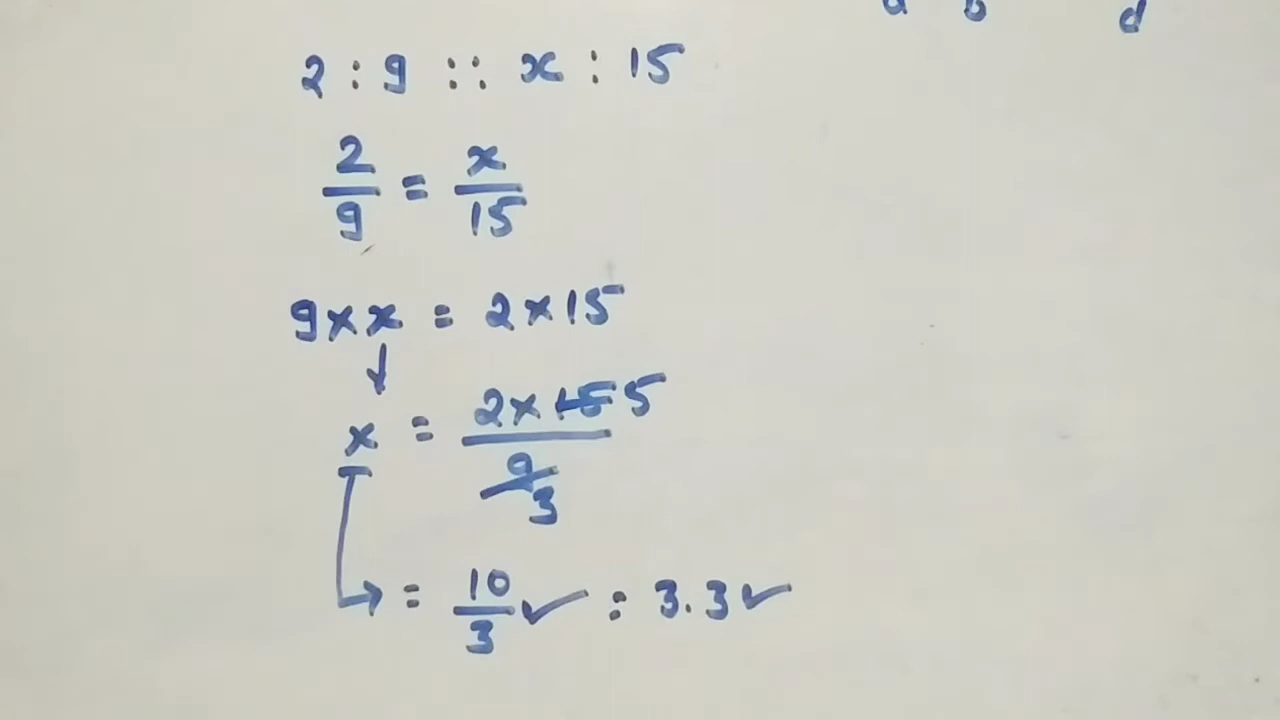 a b d
2 : 9 :: x : 15
2/9 = x/15
9 × x = 2 × 15
↓
x = 2 × 15 5 / 9 3
→ = 10/3 ✓ = 3.3 ✓